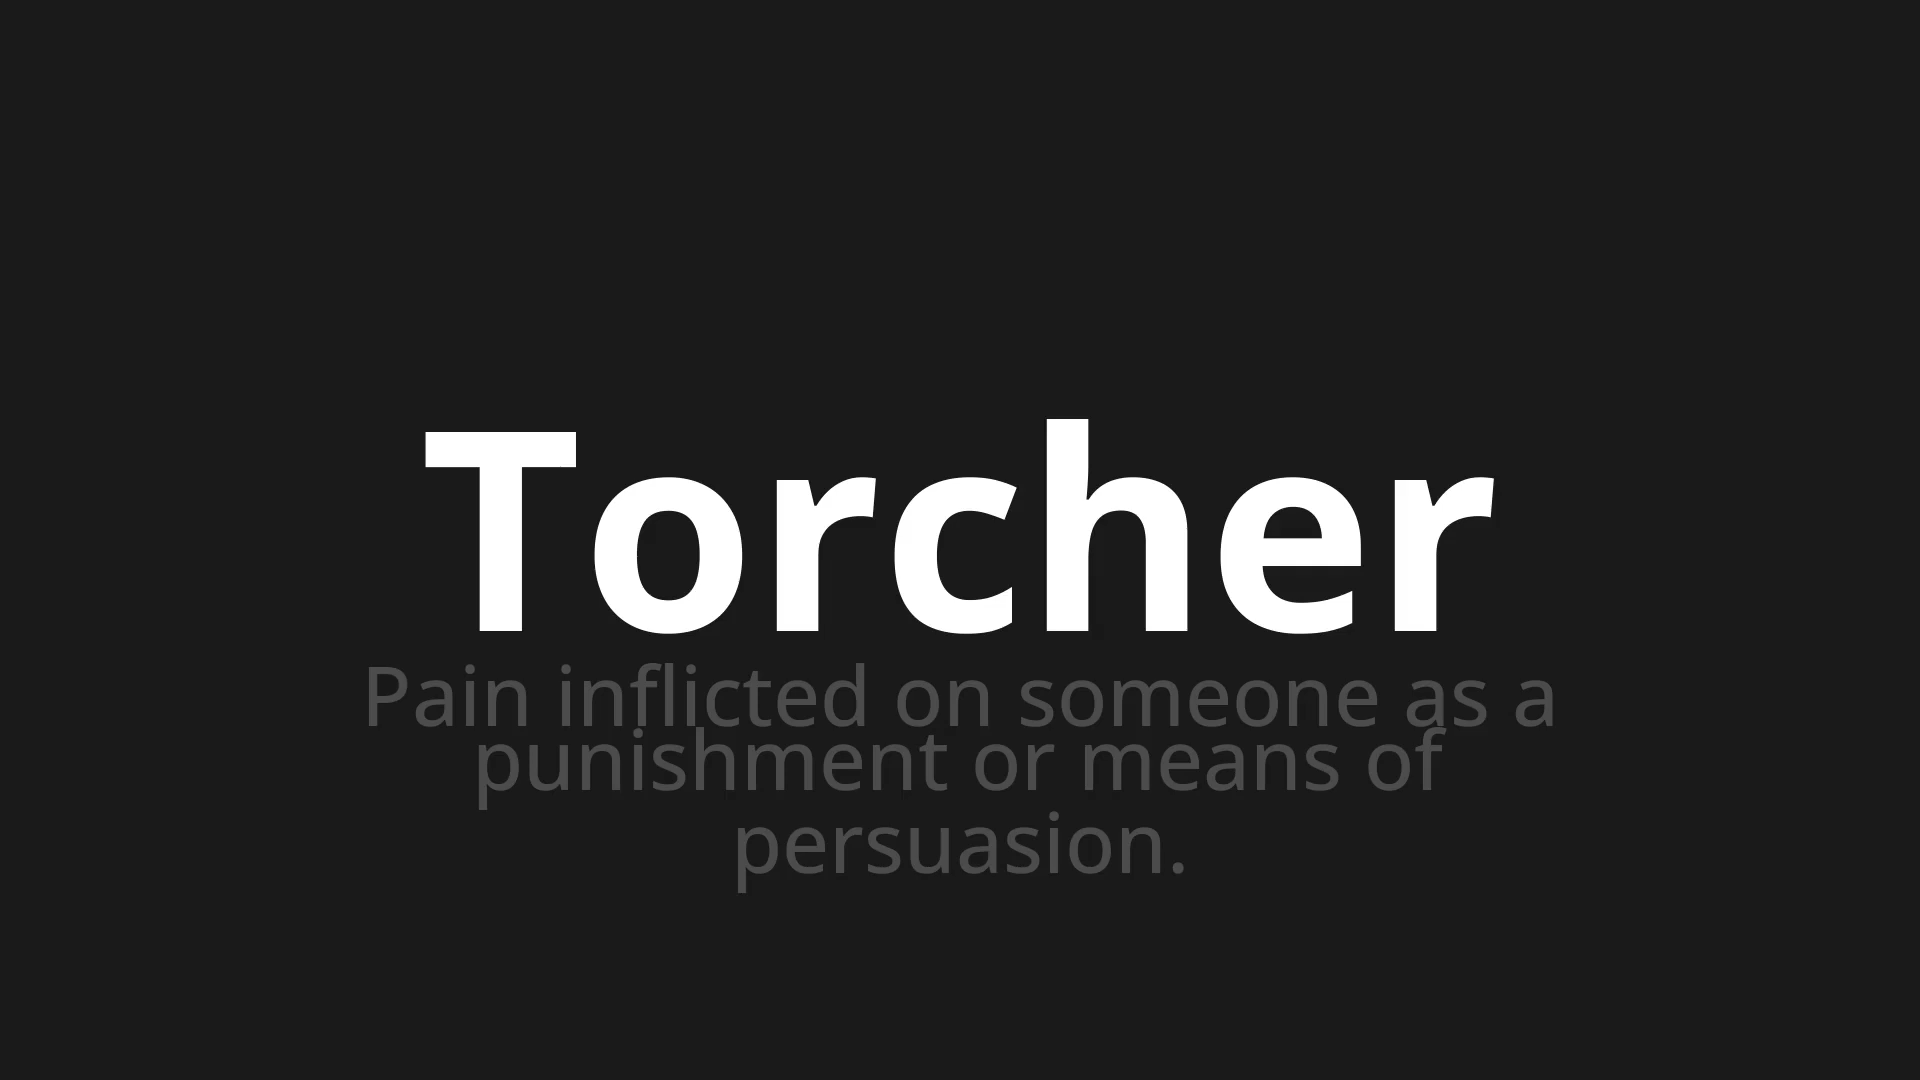 Torcher
Pain inflicted on someone as a
punishment or means of
persuasion.